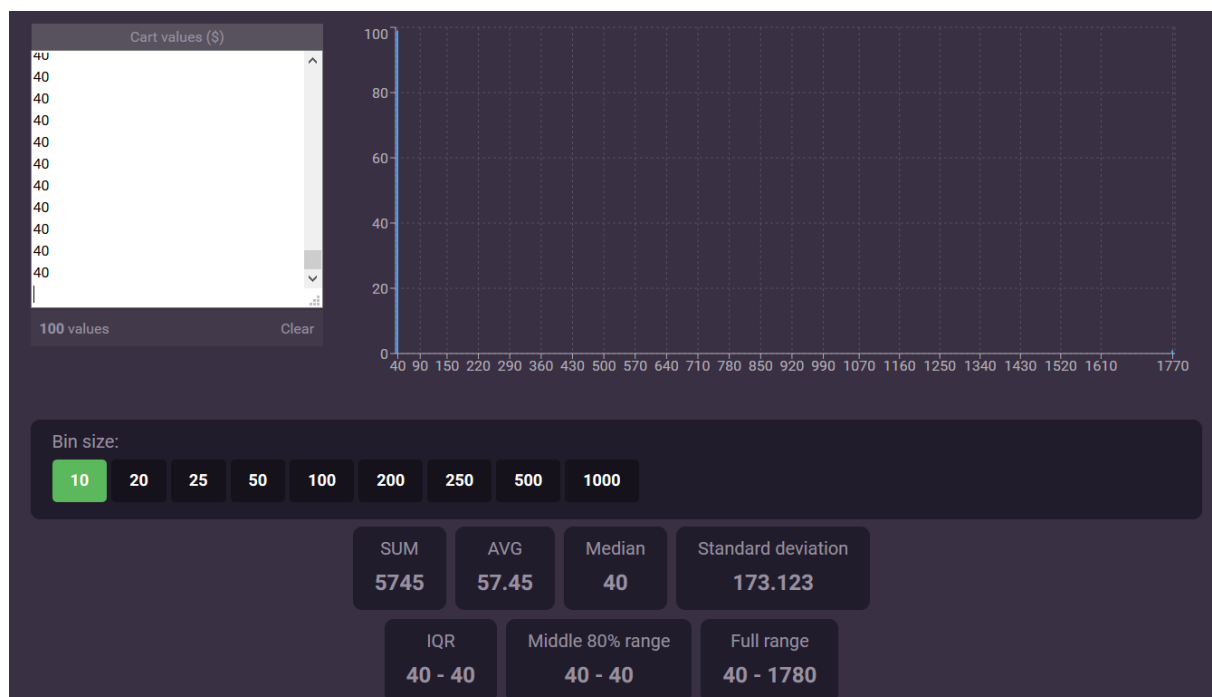 Cart values ($)
40
40
40
40
40
40
40
40
40
40
40
100 values
Clear
100
80
60
40
20
0
40 90 150 220 290 360 430 500 570 640 710 780 850 920 990 1070 1160 1250 1340 1430 1520 1610 1770
Bin size:
10 20 25 50 100 200 250 500 1000
SUM AVG Median Standard deviation
5745 57.45 40 173.123
IQR Middle 80% range Full range
40 - 40 40 - 40 40 - 1780